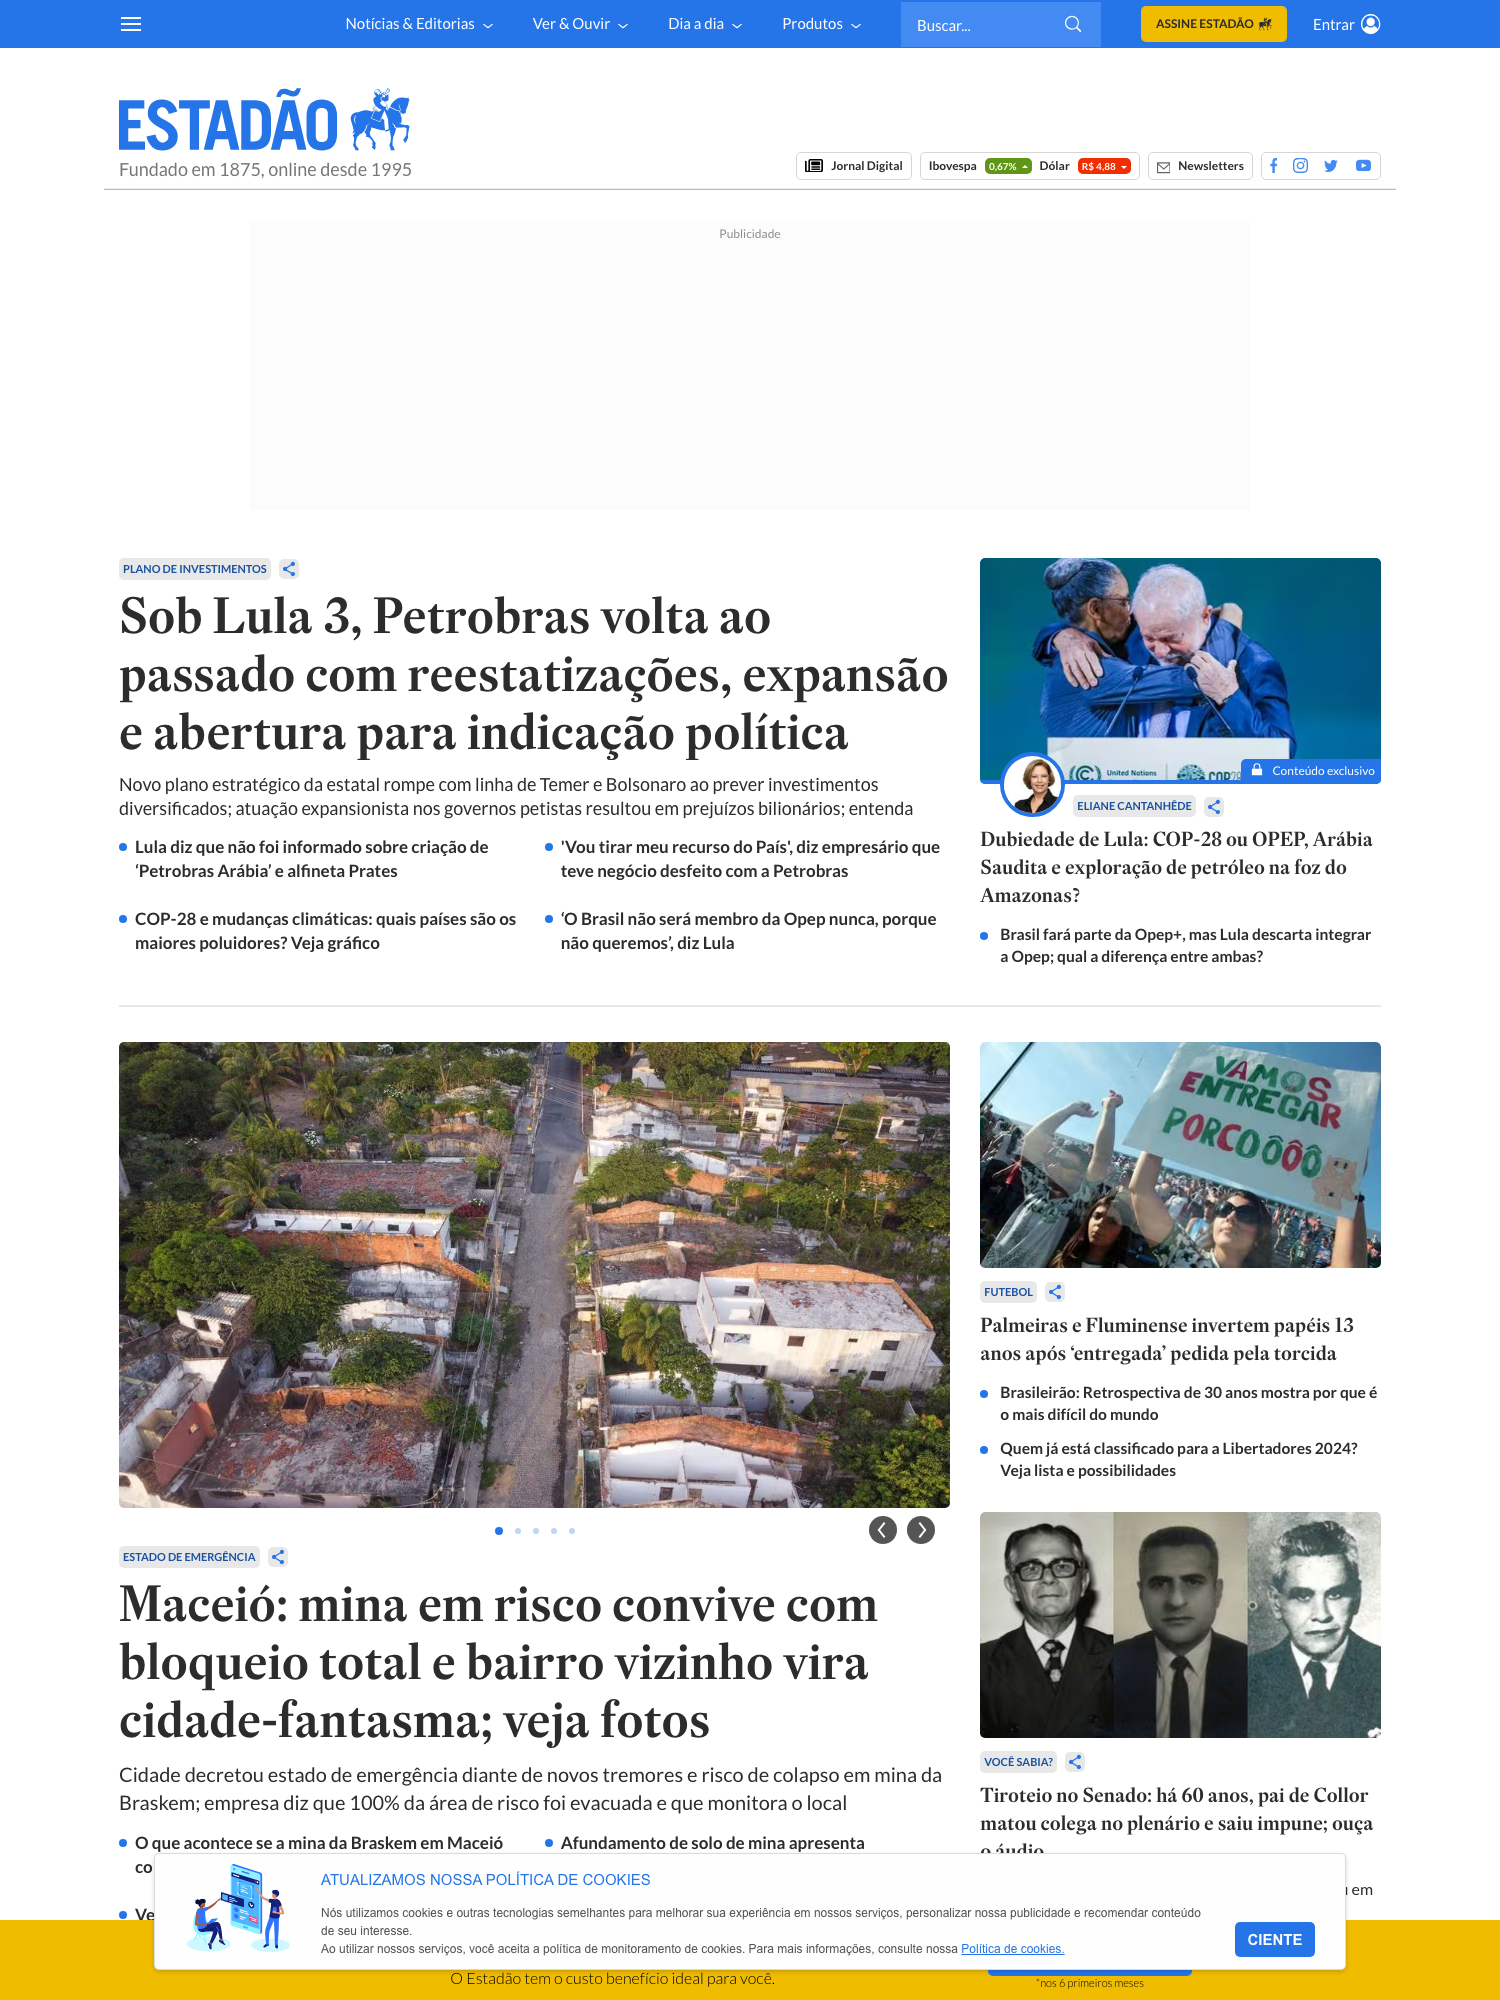 Notícias & Editorias
Ver & Ouvir
Dia a dia
Produtos
Buscar...
ASSINE ESTADÃO
Entrar
ESTADÃO
Fundado em 1875, online desde 1995
Jornal Digital
Ibovespa 0,67% Dólar R$ 4,88
Newsletters
Publicidade
PLANO DE INVESTIMENTOS
Sob Lula 3, Petrobras volta ao
passado com reestatizações, expansão
e abertura para indicação política
Novo plano estratégico da estatal rompe com linha de Temer e Bolsonaro ao prever investimentos
diversificados; atuação expansionista nos governos petistas resultou em prejuízos bilionários; entenda
Lula diz que não foi informado sobre criação de
‘Petrobras Arábia’ e alfineta Prates
'Vou tirar meu recurso do País', diz empresário que
teve negócio desfeito com a Petrobras
COP-28 e mudanças climáticas: quais países são os
maiores poluidores? Veja gráfico
‘O Brasil não será membro da Opep nunca, porque
não queremos’, diz Lula
United Nations
COP28
Conteúdo exclusivo
ELIANE CANTANHÊDE
Dubiedade de Lula: COP-28 ou OPEP, Arábia
Saudita e exploração de petróleo na foz do
Amazonas?
Brasil fará parte da Opep+, mas Lula descarta integrar
a Opep; qual a diferença entre ambas?
VAMOS
ENTREGAR
PORCOÔÔÔ
FUTEBOL
Palmeiras e Fluminense invertem papéis 13
anos após ‘entregada’ pedida pela torcida
Brasileirão: Retrospectiva de 30 anos mostra por que é
o mais difícil do mundo
Quem já está classificado para a Libertadores 2024?
Veja lista e possibilidades
ESTADO DE EMERGÊNCIA
Maceió: mina em risco convive com
bloqueio total e bairro vizinho vira
cidade-fantasma; veja fotos
Cidade decretou estado de emergência diante de novos tremores e risco de colapso em mina da
Braskem; empresa diz que 100% da área de risco foi evacuada e que monitora o local
O que acontece se a mina da Braskem em Maceió
co
Afundamento de solo de mina apresenta
Ve
VOCÊ SABIA?
Tiroteio no Senado: há 60 anos, pai de Collor
matou colega no plenário e saiu impune; ouça
o áudio
em
ATUALIZAMOS NOSSA POLÍTICA DE COOKIES
Nós utilizamos cookies e outras tecnologias semelhantes para melhorar sua experiência em nossos serviços, personalizar nossa publicidade e recomendar conteúdo
de seu interesse.
Ao utilizar nossos serviços, você aceita a política de monitoramento de cookies. Para mais informações, consulte nossa Política de cookies.
CIENTE
O Estadão tem o custo benefício ideal para você.
*nos 6 primeiros meses